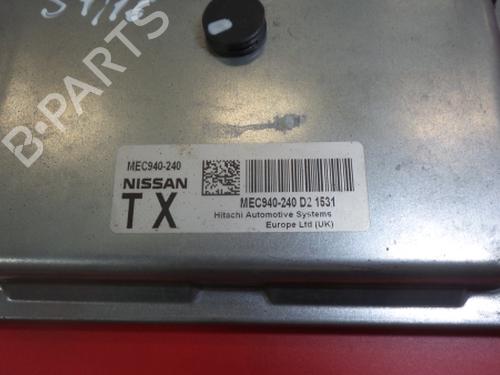 B-PARTS
MEC940-240
NISSAN
TX
MEC940-240 D2 1531
Hitachi Automotive Systems
Europe Ltd (UK)